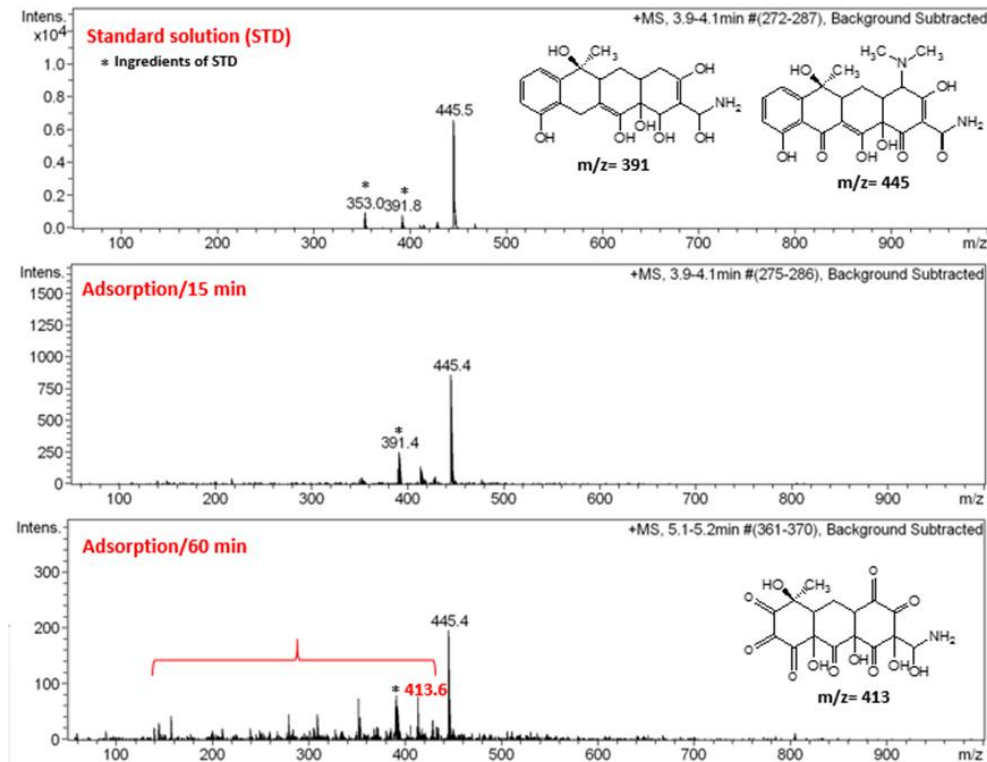 Intens.
x10⁴
+MS, 3.9-4.1min #(272-287), Background Subtracted
Standard solution (STD)
* Ingredients of STD
1.0
0.8
0.6
0.4
0.2
0.0
*
353.0
*
391.8
445.5
HO
CH₃
OH
NH₂
OH
OH
OH
OH
OH
OH
m/z= 391
H₃C
CH₃
N
HO
CH₃
OH
NH₂
OH
OH
O
OH
O
O
m/z= 445
100 200 300 400 500 600 700 800 900 m/z
Intens.
+MS, 3.9-4.1min #(275-286), Background Subtracted
Adsorption/15 min
1500
1250
1000
750
500
250
0
*
391.4
445.4
100 200 300 400 500 600 700 800 900 m/z
Intens.
+MS, 5.1-5.2min #(361-370), Background Subtracted
Adsorption/60 min
300
200
100
0
*
413.6
445.4
HO
CH₃
O
O
O
O
O
NH₂
O
OH
O
OH
O
OH
OH
m/z= 413
100 200 300 400 500 600 700 800 900 m/z